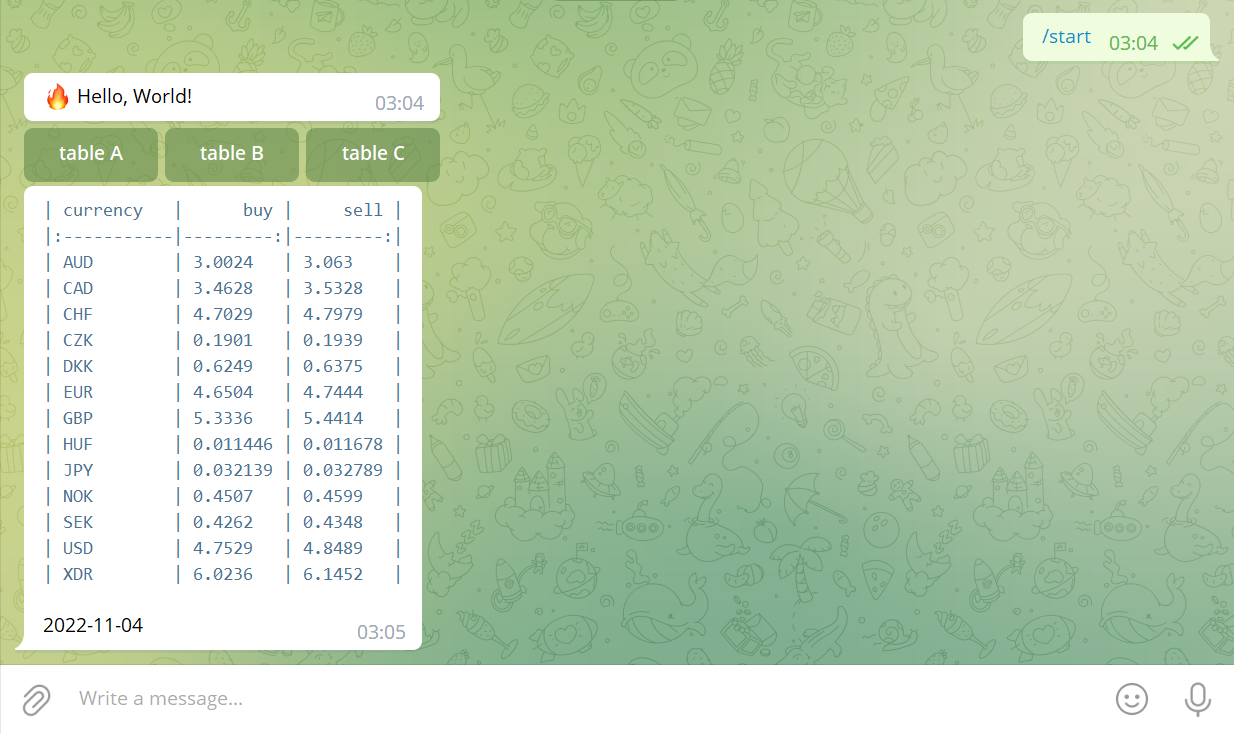 /start 03:04
🔥 Hello, World! 03:04
table A table B table C
| currency   |      buy |     sell |
|:-----------|---------:|---------:|
| AUD        | 3.0024   | 3.063    |
| CAD        | 3.4628   | 3.5328   |
| CHF        | 4.7029   | 4.7979   |
| CZK        | 0.1901   | 0.1939   |
| DKK        | 0.6249   | 0.6375   |
| EUR        | 4.6504   | 4.7444   |
| GBP        | 5.3336   | 5.4414   |
| HUF        | 0.011446 | 0.011678 |
| JPY        | 0.032139 | 0.032789 |
| NOK        | 0.4507   | 0.4599   |
| SEK        | 0.4262   | 0.4348   |
| USD        | 4.7529   | 4.8489   |
| XDR        | 6.0236   | 6.1452   |
2022-11-04 03:05
Write a message...